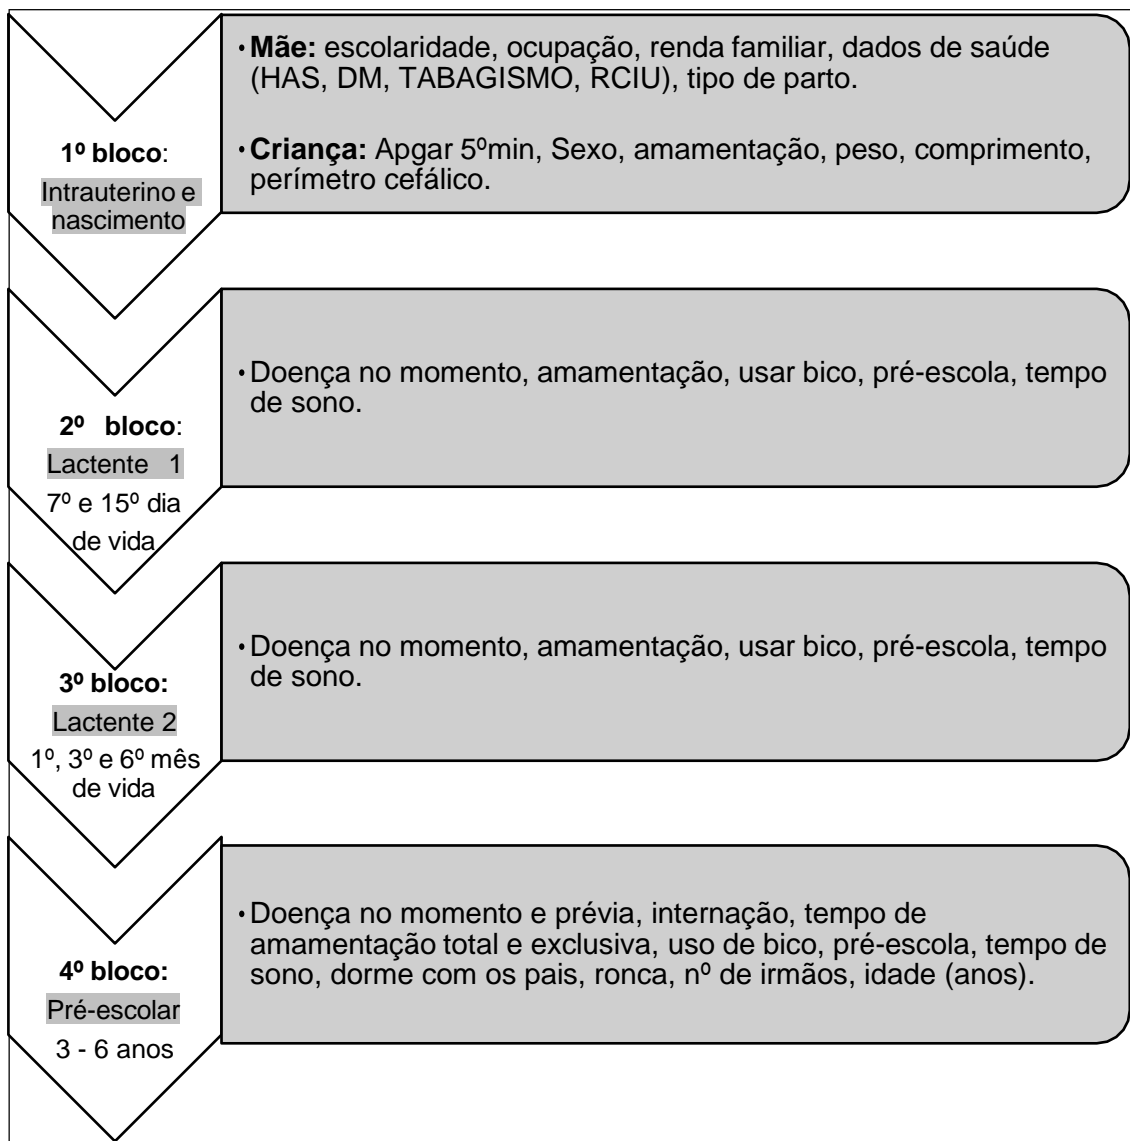 1º bloco:
Intrauterino e
nascimento
• Mãe: escolaridade, ocupação, renda familiar, dados de saúde
(HAS, DM, TABAGISMO, RCIU), tipo de parto.
• Criança: Apgar 5ºmin, Sexo, amamentação, peso, comprimento,
perímetro cefálico.
2º bloco:
Lactente 1
7º e 15º dia
de vida
• Doença no momento, amamentação, usar bico, pré-escola, tempo
de sono.
3º bloco:
Lactente 2
1º, 3º e 6º mês
de vida
• Doença no momento, amamentação, usar bico, pré-escola, tempo
de sono.
4º bloco:
Pré-escolar
3 - 6 anos
• Doença no momento e prévia, internação, tempo de
amamentação total e exclusiva, uso de bico, pré-escola, tempo de
sono, dorme com os pais, ronca, nº de irmãos, idade (anos).